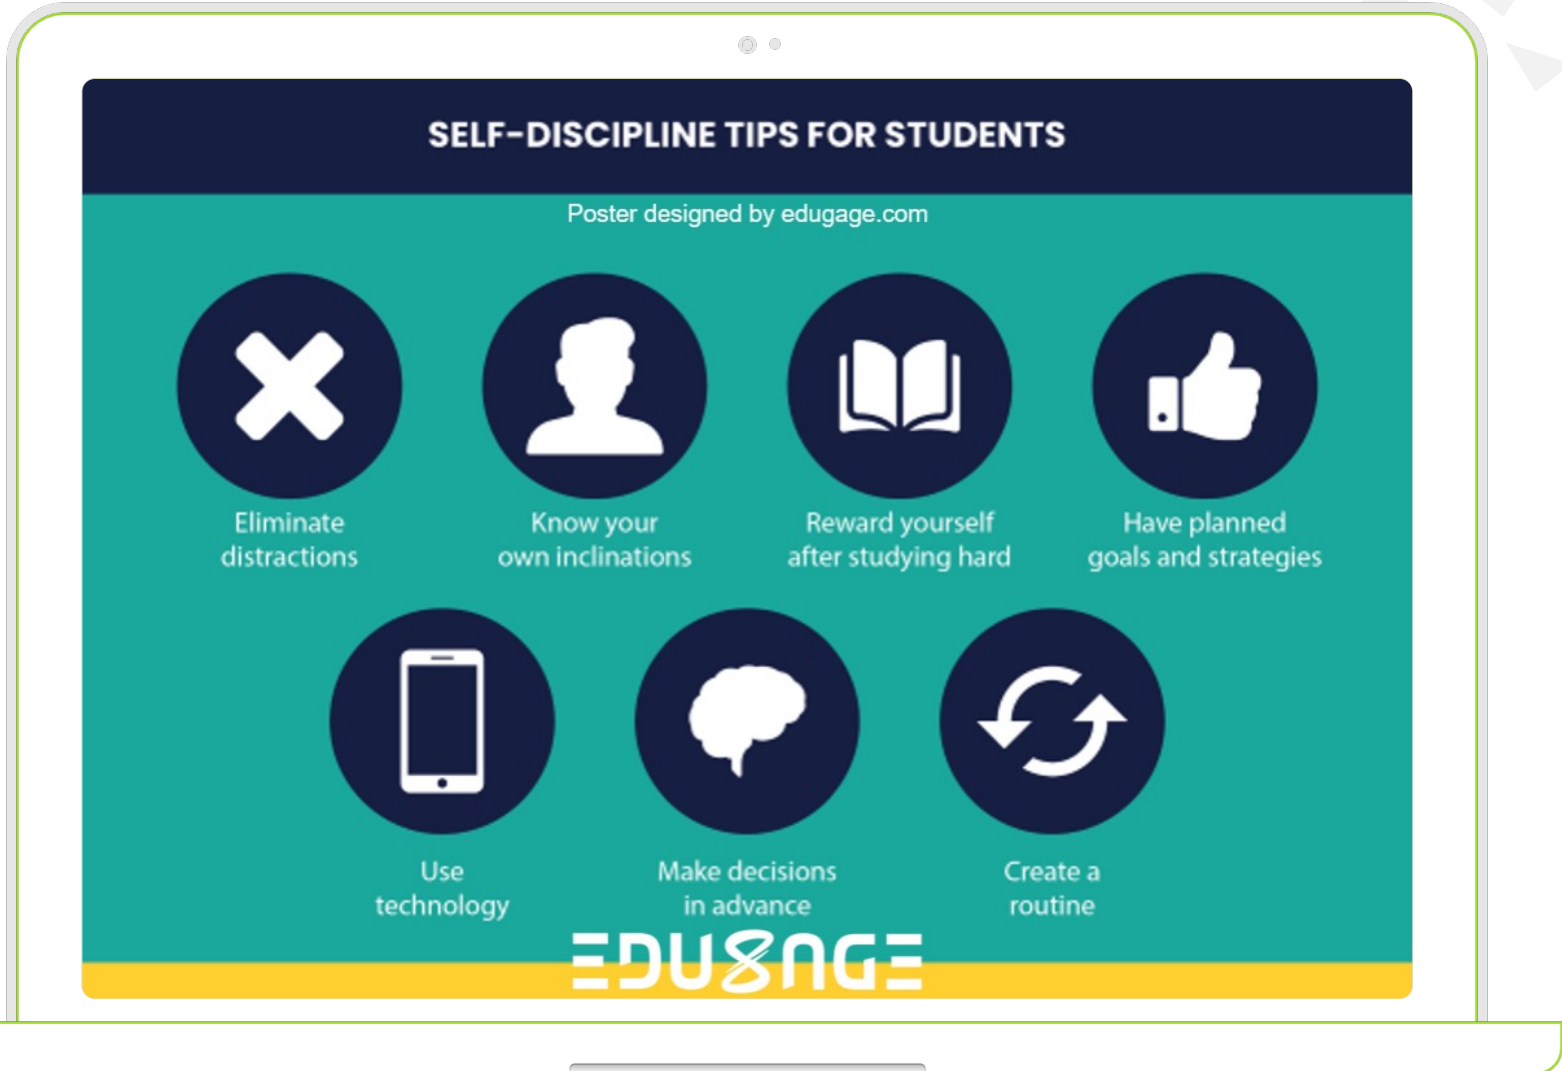 SELF-DISCIPLINE TIPS FOR STUDENTS
Poster designed by edugage.com
Eliminate
distractions
Know your
own inclinations
Reward yourself
after studying hard
Have planned
goals and strategies
Use
technology
Make decisions
in advance
Create a
routine
EDUGAGE